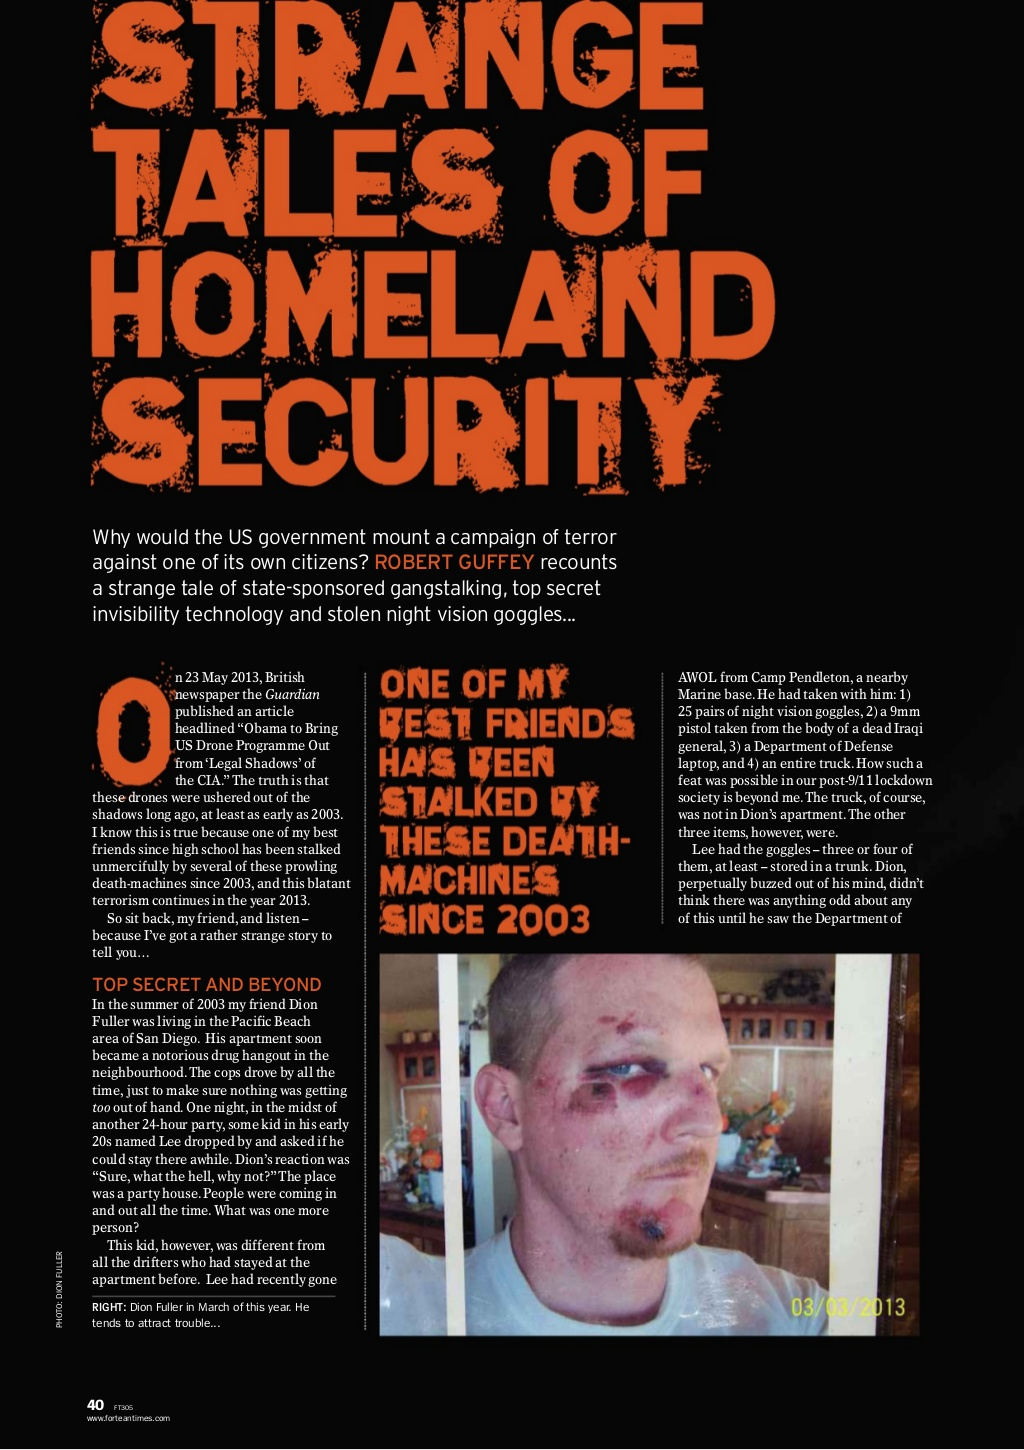 STRANGE
TALES OF
HOMELAND
SECURITY
Why would the US government mount a campaign of terror
against one of its own citizens? ROBERT GUFFEY recounts
a strange tale of state-sponsored gangstalking, top secret
invisibility technology and stolen night vision goggles...
On 23 May 2013, British
newspaper the Guardian
published an article
headlined “Obama to Bring
US Drone Programme Out
from ‘Legal Shadows’ of
the CIA.” The truth is that
these drones were ushered out of the
shadows long ago, at least as early as 2003.
I know this is true because one of my best
friends since high school has been stalked
unmercifully by several of these prowling
death-machines since 2003, and this blatant
terrorism continues in the year 2013.
So sit back, my friend, and listen –
because I’ve got a rather strange story to
tell you…
TOP SECRET AND BEYOND
In the summer of 2003 my friend Dion
Fuller was living in the Pacific Beach
area of San Diego. His apartment soon
became a notorious drug hangout in the
neighbourhood. The cops drove by all the
time, just to make sure nothing was getting
too out of hand. One night, in the midst of
another 24-hour party, some kid in his early
20s named Lee dropped by and asked if he
could stay there awhile. Dion’s reaction was
“Sure, what the hell, why not?” The place
was a party house. People were coming in
and out all the time. What was one more
person?
This kid, however, was different from
all the drifters who had stayed at the
apartment before. Lee had recently gone
ONE OF MY
BEST FRIENDS
HAS BEEN
STALKED BY
THESE DEATH-
MACHINES
SINCE 2003
AWOL from Camp Pendleton, a nearby
Marine base. He had taken with him: 1)
25 pairs of night vision goggles, 2) a 9mm
pistol taken from the body of a dead Iraqi
general, 3) a Department of Defense
laptop, and 4) an entire truck. How such a
feat was possible in our post-9/11 lockdown
society is beyond me. The truck, of course,
was not in Dion’s apartment. The other
three items, however, were.
Lee had the goggles – three or four of
them, at least – stored in a trunk. Dion,
perpetually buzzed out of his mind, didn’t
think there was anything odd about any
of this until he saw the Department of
03/03/2013
PHOTO: DION FULLER
RIGHT: Dion Fuller in March of this year. He
tends to attract trouble...
40 FT305
www.forteantimes.com